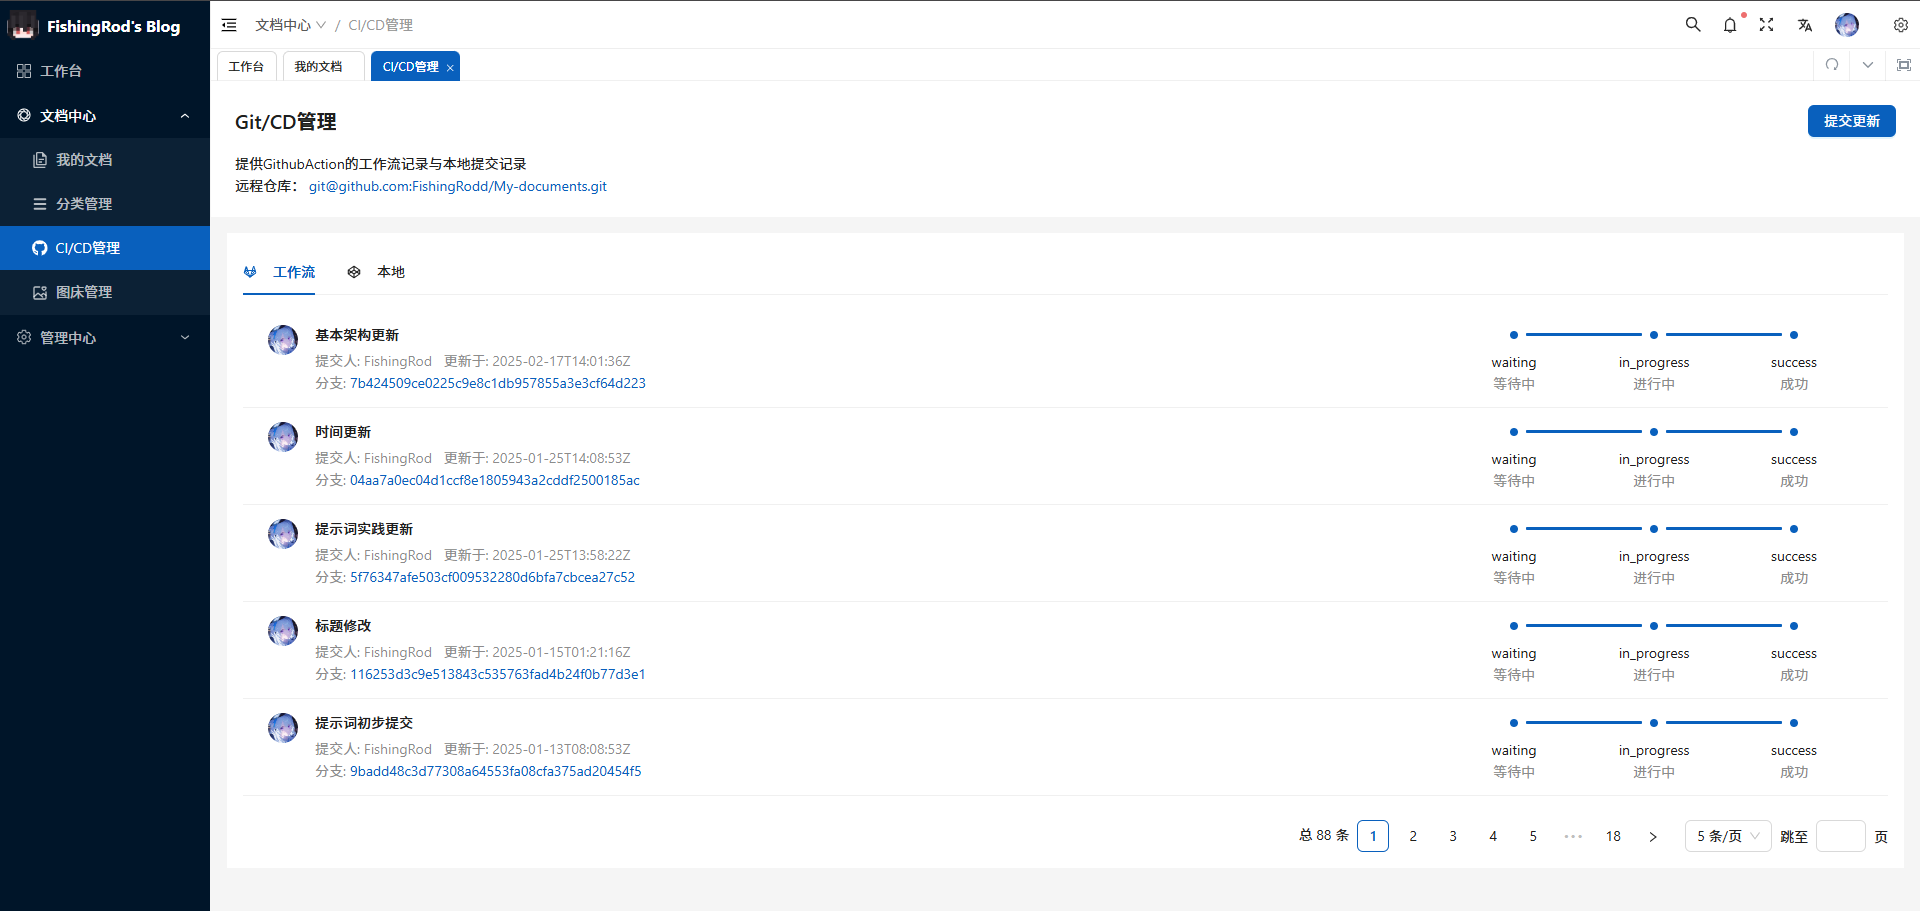 FishingRod's Blog
工作台
文档中心
我的文档
分类管理
CI/CD管理
图床管理
管理中心
文档中心 / CI/CD管理
工作台 我的文档 CI/CD管理
Git/CD管理
提交更新
提供GithubAction的工作流记录与本地提交记录
远程仓库: git@github.com:FishingRodd/My-documents.git
工作流 本地
基本架构更新
提交人: FishingRod 更新于: 2025-02-17T14:01:36Z
分支: 7b424509ce0225c9e8c1db957855a3e3cf64d223
waiting in_progress success
等待中 进行中 成功
时间更新
提交人: FishingRod 更新于: 2025-01-25T14:08:53Z
分支: 04aa7a0ec04d1ccf8e1805943a2cddf2500185ac
waiting in_progress success
等待中 进行中 成功
提示词实践更新
提交人: FishingRod 更新于: 2025-01-25T13:58:22Z
分支: 5f76347afe503cf009532280d6bfa7cbcea27c52
waiting in_progress success
等待中 进行中 成功
标题修改
提交人: FishingRod 更新于: 2025-01-15T01:21:16Z
分支: 116253d3c9e513843c535763fad4b24f0b77d3e1
waiting in_progress success
等待中 进行中 成功
提示词初步提交
提交人: FishingRod 更新于: 2025-01-13T08:08:53Z
分支: 9badd48c3d77308a64553fa08cfa375ad20454f5
waiting in_progress success
等待中 进行中 成功
总 88 条 1 2 3 4 5 ••• 18 > 5 条/页 跳至 页